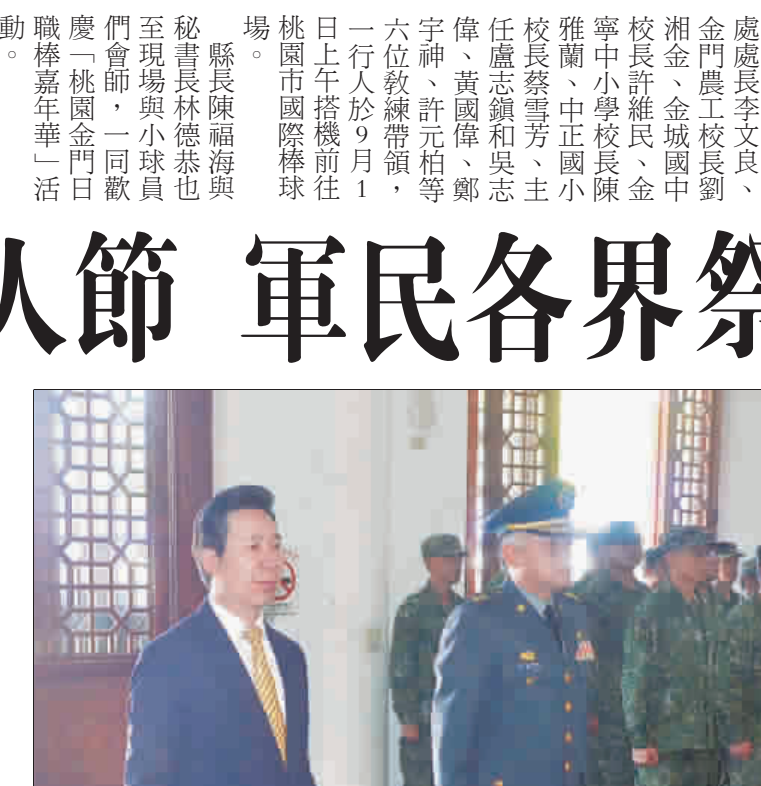 處處長李文良、
金門農工校長劉
湘金、金城國中
校長許維民、金
寧中小學校長陳
雅蘭、中正國小
校長蔡雪芳、主
任盧志鎮和吳志
偉、黃國偉、鄭
宇神、許元柏等
六位教練帶領，
一行人於9月1
日上午搭機前往
桃園市國際棒球
場。
縣長陳福海與
秘書長林德恭也
至現場與小球員
們會師，一同歡
慶「桃園金門日
職棒嘉年華」活
動。
人節 軍民各界祭